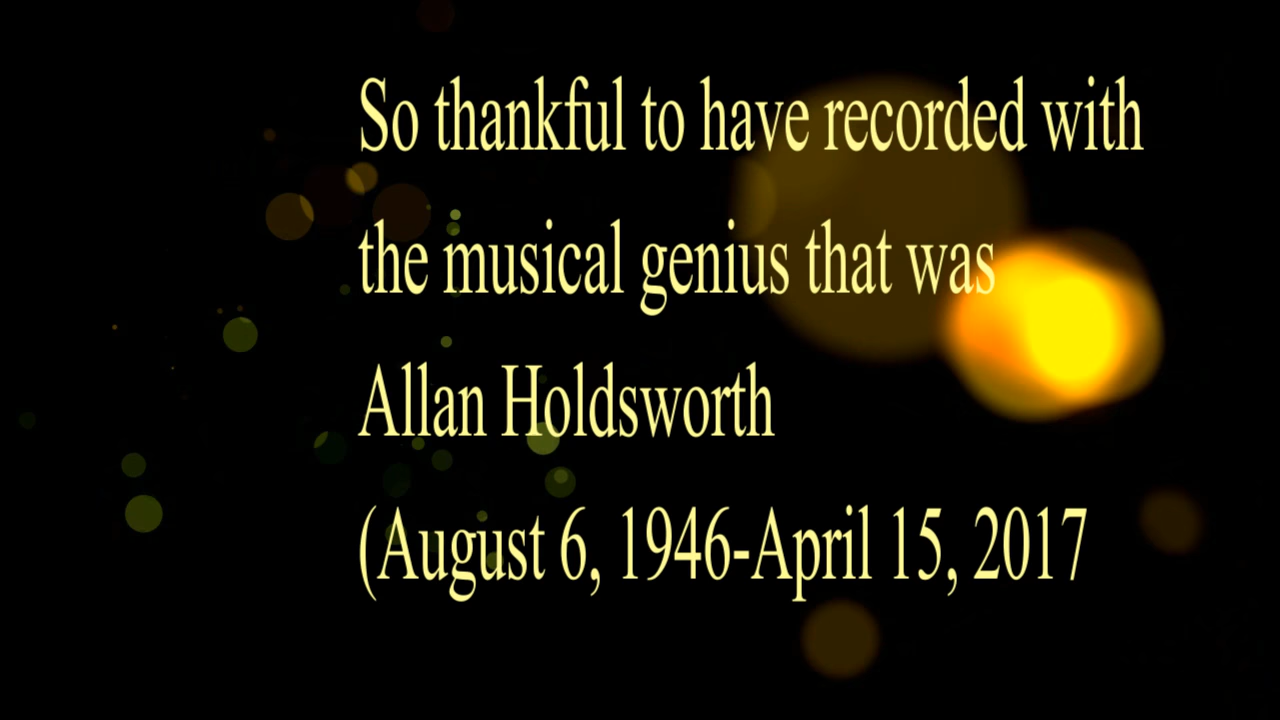 So thankful to have recorded with
the musical genius that was
Allan Holdsworth
(August 6, 1946-April 15, 2017